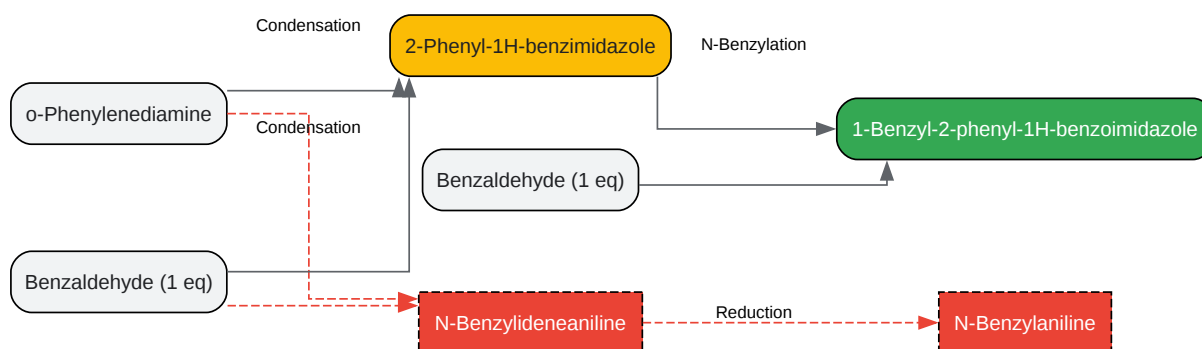 Condensation
2-Phenyl-1H-benzimidazole
N-Benzylation
o-Phenylenediamine
Condensation
1-Benzyl-2-phenyl-1H-benzoimidazole
Benzaldehyde (1 eq)
Benzaldehyde (1 eq)
N-Benzylideneaniline
Reduction
N-Benzylaniline